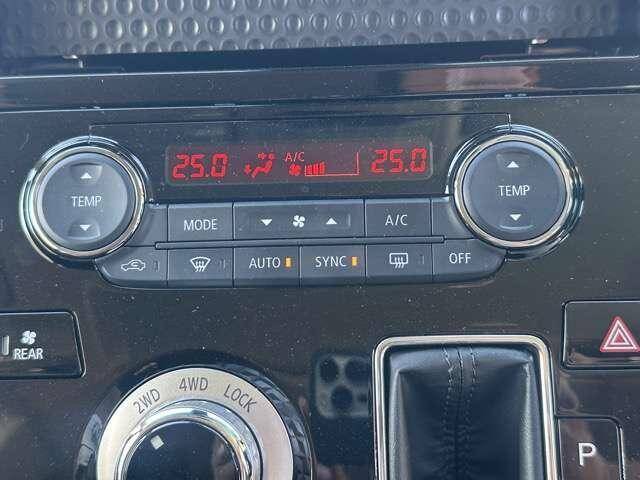 25.0 A/C 25.0
TEMP
TEMP
MODE A/C
AUTO SYNC OFF
REAR
2WD 4WD LOCK
P